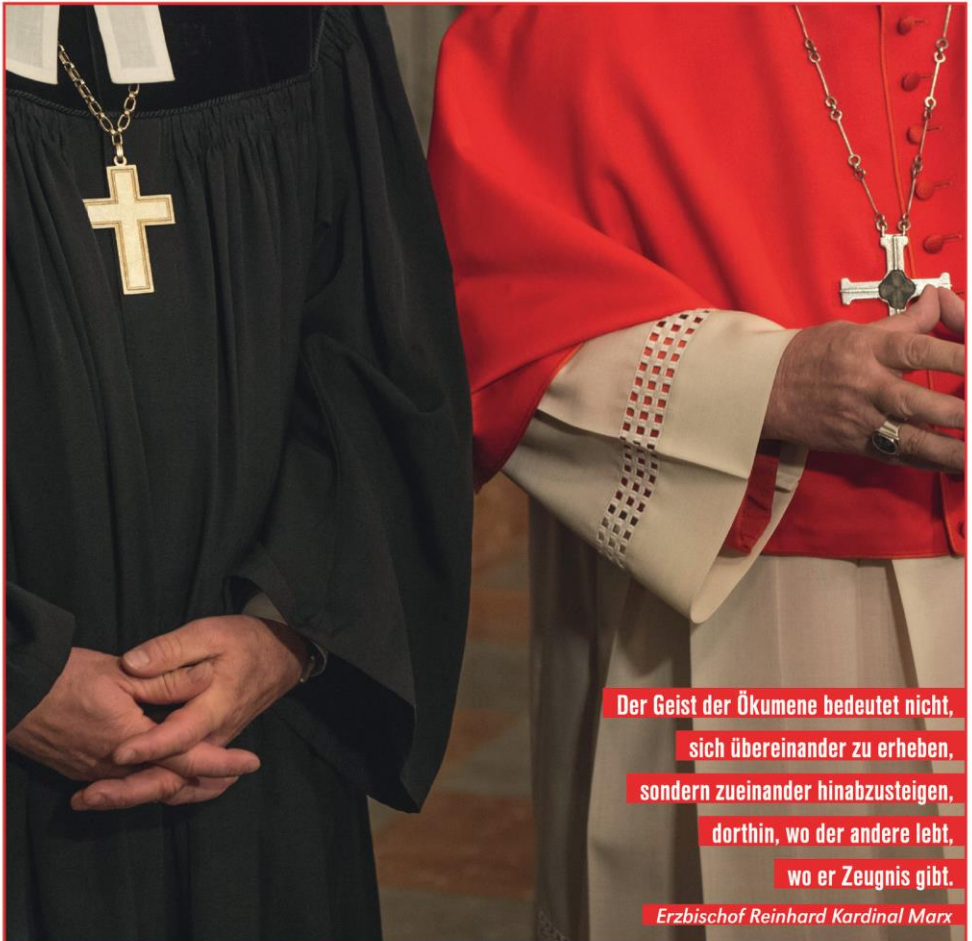 Der Geist der Ökumene bedeutet nicht,
sich übereinander zu erheben,
sondern zueinander hinabzusteigen,
dorthin, wo der andere lebt,
wo er Zeugnis gibt.
Erzbischof Reinhard Kardinal Marx